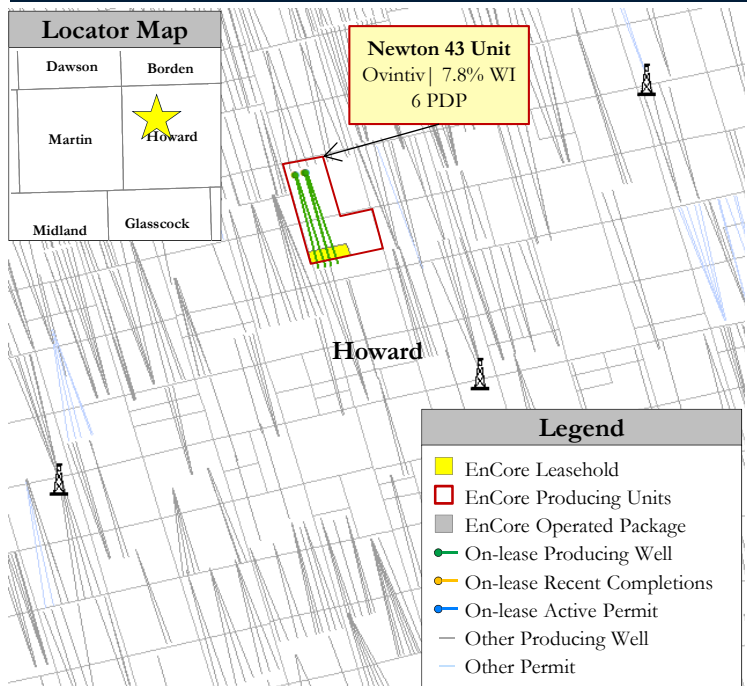 Locator Map
Dawson
Borden
Martin
Howard
Midland
Glasscock
Newton 43 Unit
Ovintiv| 7.8% WI
6 PDP
Howard
Legend
EnCore Leasehold
EnCore Producing Units
EnCore Operated Package
On-lease Producing Well
On-lease Recent Completions
On-lease Active Permit
Other Producing Well
Other Permit